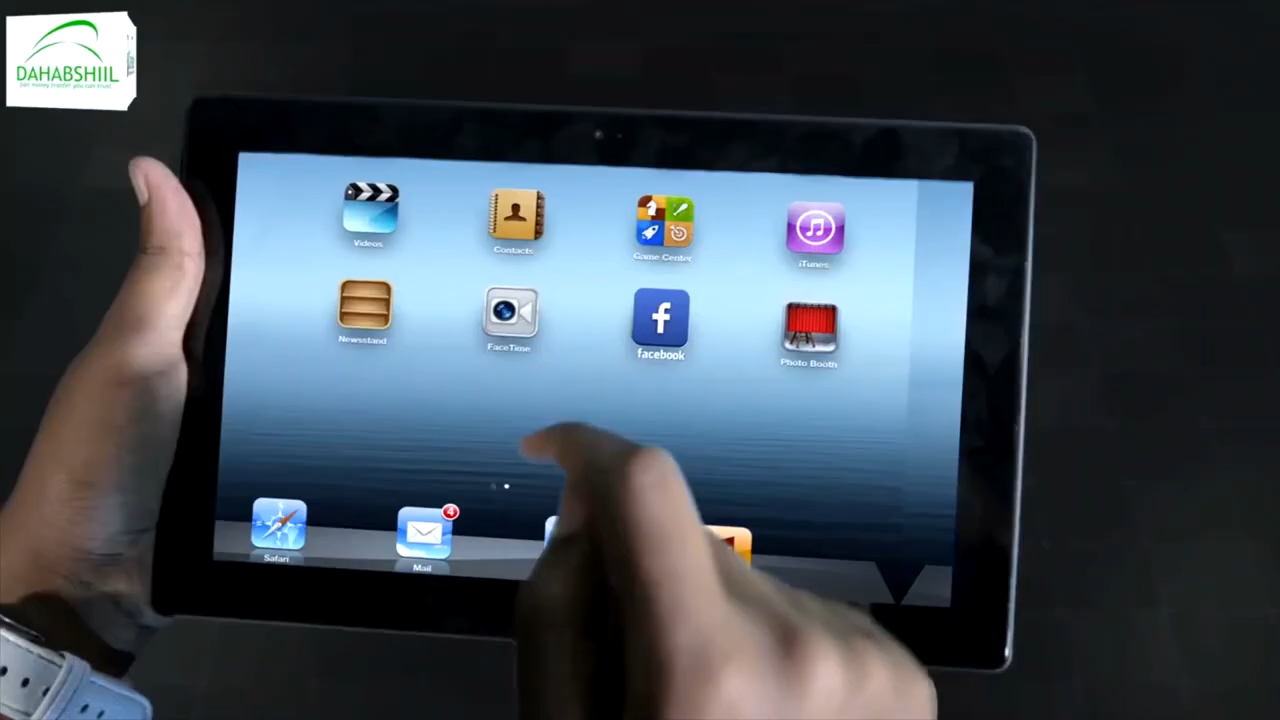 DAHABSHIIL
Videos
Contacts
Game Center
iTunes
Newsstand
FaceTime
f
facebook
Photo Booth
4
Safari
Mail